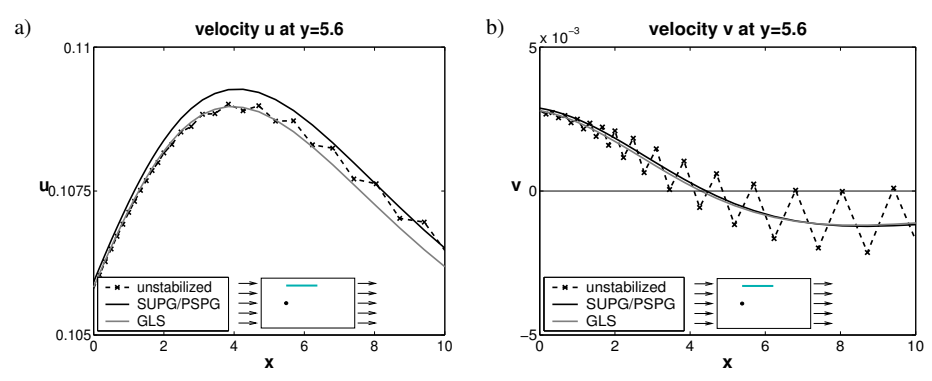 a)
velocity u at y=5.6
0.11
u
0.1075
0.105
unstabilized
SUPG/PSPG
GLS
0 2 4 6 8 10
x
b)
velocity v at y=5.6
5 x 10⁻³
v
0
−5
unstabilized
SUPG/PSPG
GLS
0 2 4 6 8 10
x